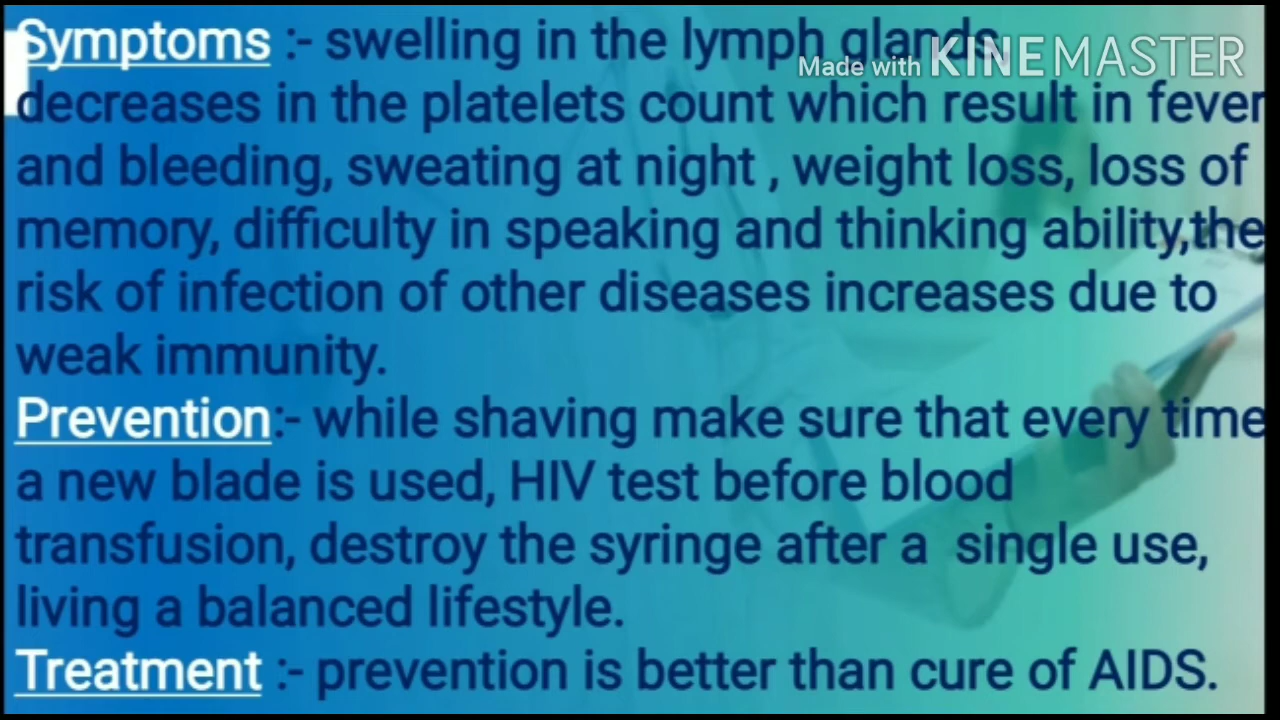 Symptoms :- swelling in the lymph glands
Made with KINEMASTER
decreases in the platelets count which result in fever
and bleeding, sweating at night , weight loss, loss of
memory, difficulty in speaking and thinking ability,the
risk of infection of other diseases increases due to
weak immunity.
Prevention:- while shaving make sure that every time
a new blade is used, HIV test before blood
transfusion, destroy the syringe after a  single use,
living a balanced lifestyle.
Treatment :- prevention is better than cure of AIDS.